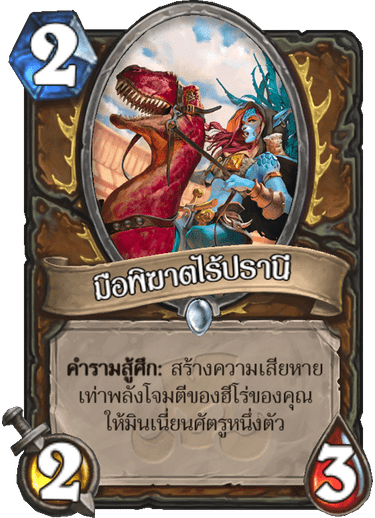 2
มือพิฆาตไร้ปรานี
คำรามสู้ศึก: สร้างความเสียหาย
เท่าพลังโจมตีของฮีโร่ของคุณ
ให้มินเนี่ยนศัตรูหนึ่งตัว
2
3